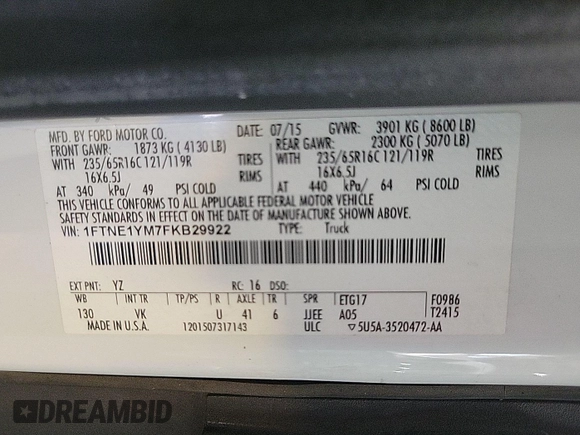 MFD. BY FORD MOTOR CO. DATE: 07/15 GVWR: 3901 KG ( 8600 LB)
FRONT GAWR: 1873 KG ( 4130 LB) REAR GAWR: 2300 KG ( 5070 LB)
WITH 235/65R16C 121/119R TIRES WITH 235/65R16C 121/119R TIRES
16X6.5J RIMS 16X6.5J RIMS
AT 340 kPa/ 49 PSI COLD AT 440 kPa/ 64 PSI COLD
THIS VEHICLE CONFORMS TO ALL APPLICABLE FEDERAL MOTOR VEHICLE
SAFETY STANDARDS IN EFFECT ON THE DATE OF MANUFACTURE SHOWN ABOVE.
VIN: 1FTNE1YM7FKB29922 TYPE: Truck
EXT PNT: YZ RC: 16 DSO:
WB INT TR TP/PS R AXLE TR SPR ETG17 F0986
130 VK U 41 6 JJEE A05 T2415
MADE IN U.S.A. 1201507317143 ULC ▽5U5A-3520472-AA
DREAMBID